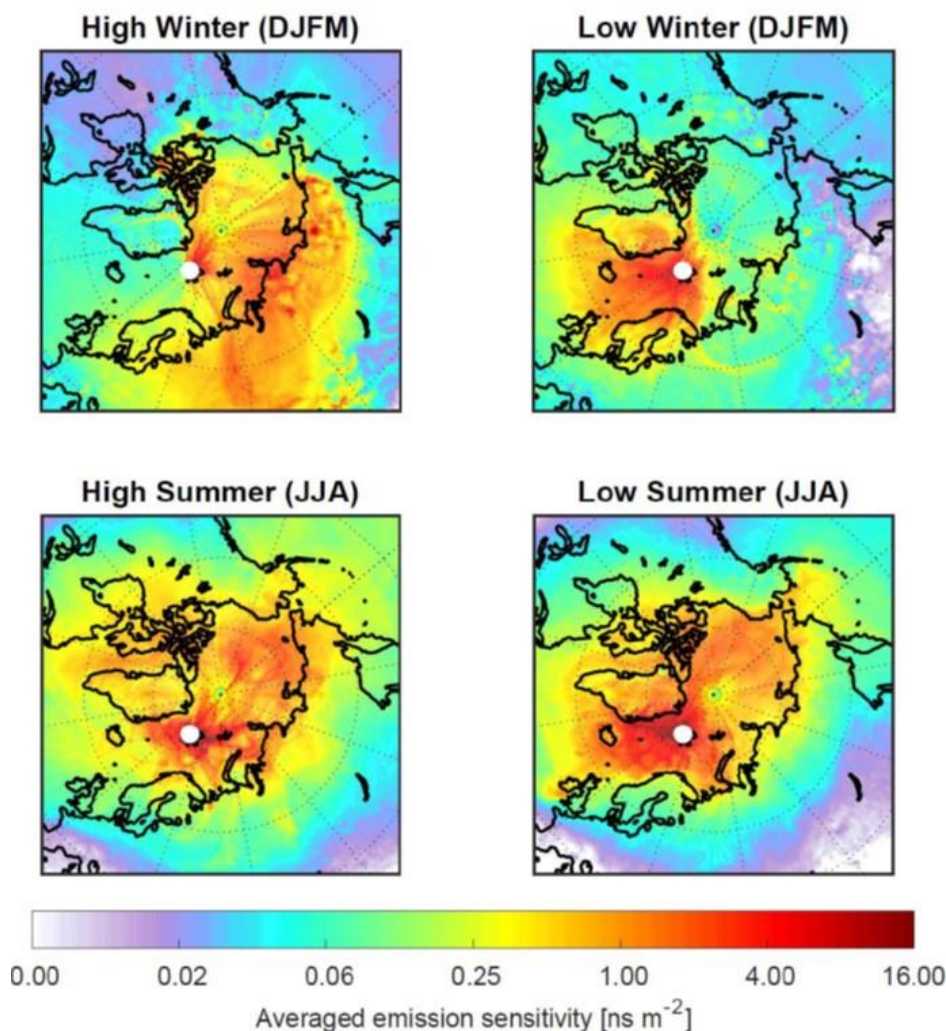 High Winter (DJFM) Low Winter (DJFM)
High Summer (JJA) Low Summer (JJA)
0.00 0.02 0.06 0.25 1.00 4.00 16.00
Averaged emission sensitivity [ns m⁻²]